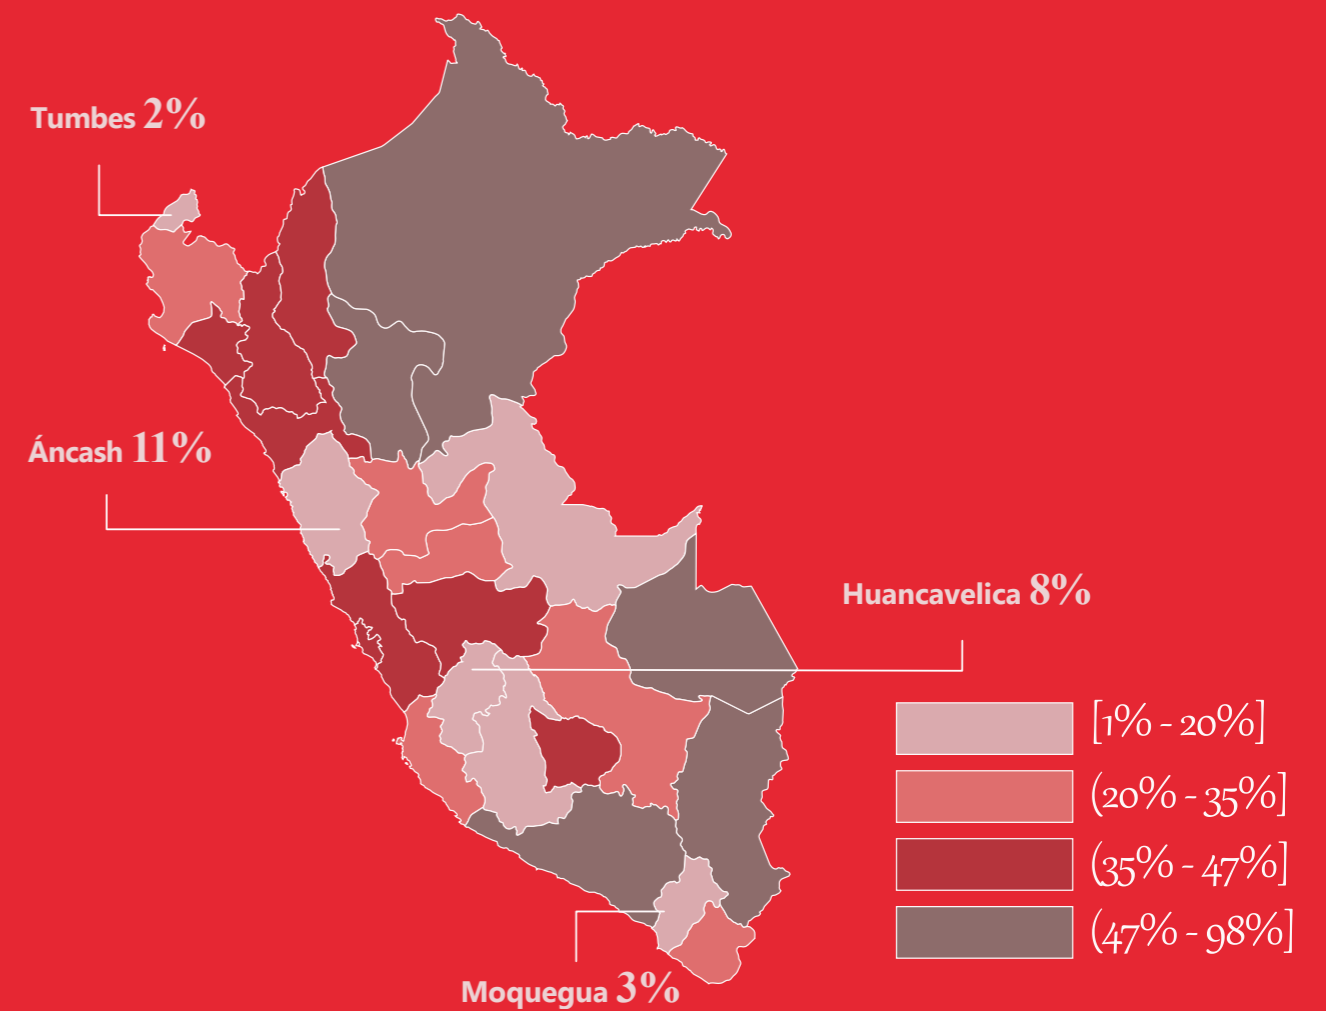 Tumbes 2%
Áncash 11%
Huancavelica 8%
[1% - 20%]
(20% - 35%]
(35% - 47%]
(47% - 98%]
Moquegua 3%